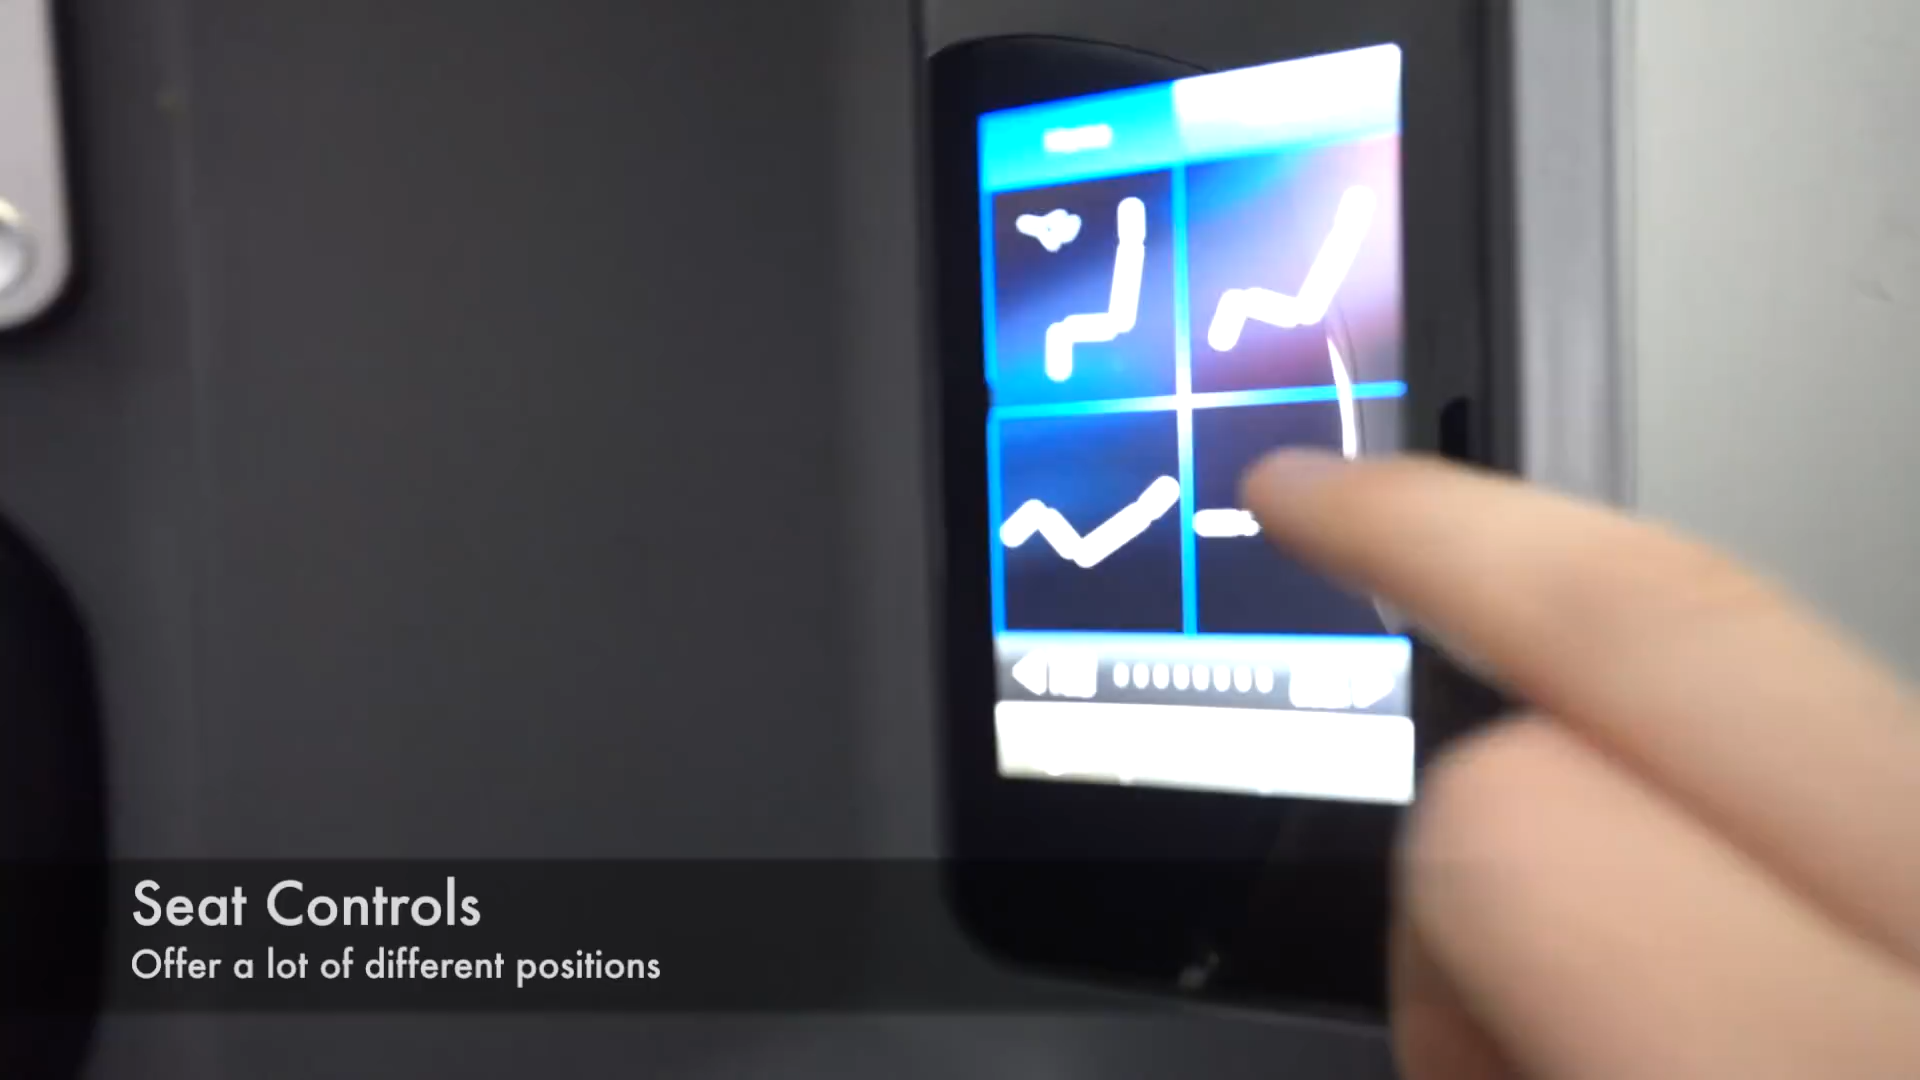 Seat Controls
Offer a lot of different positions